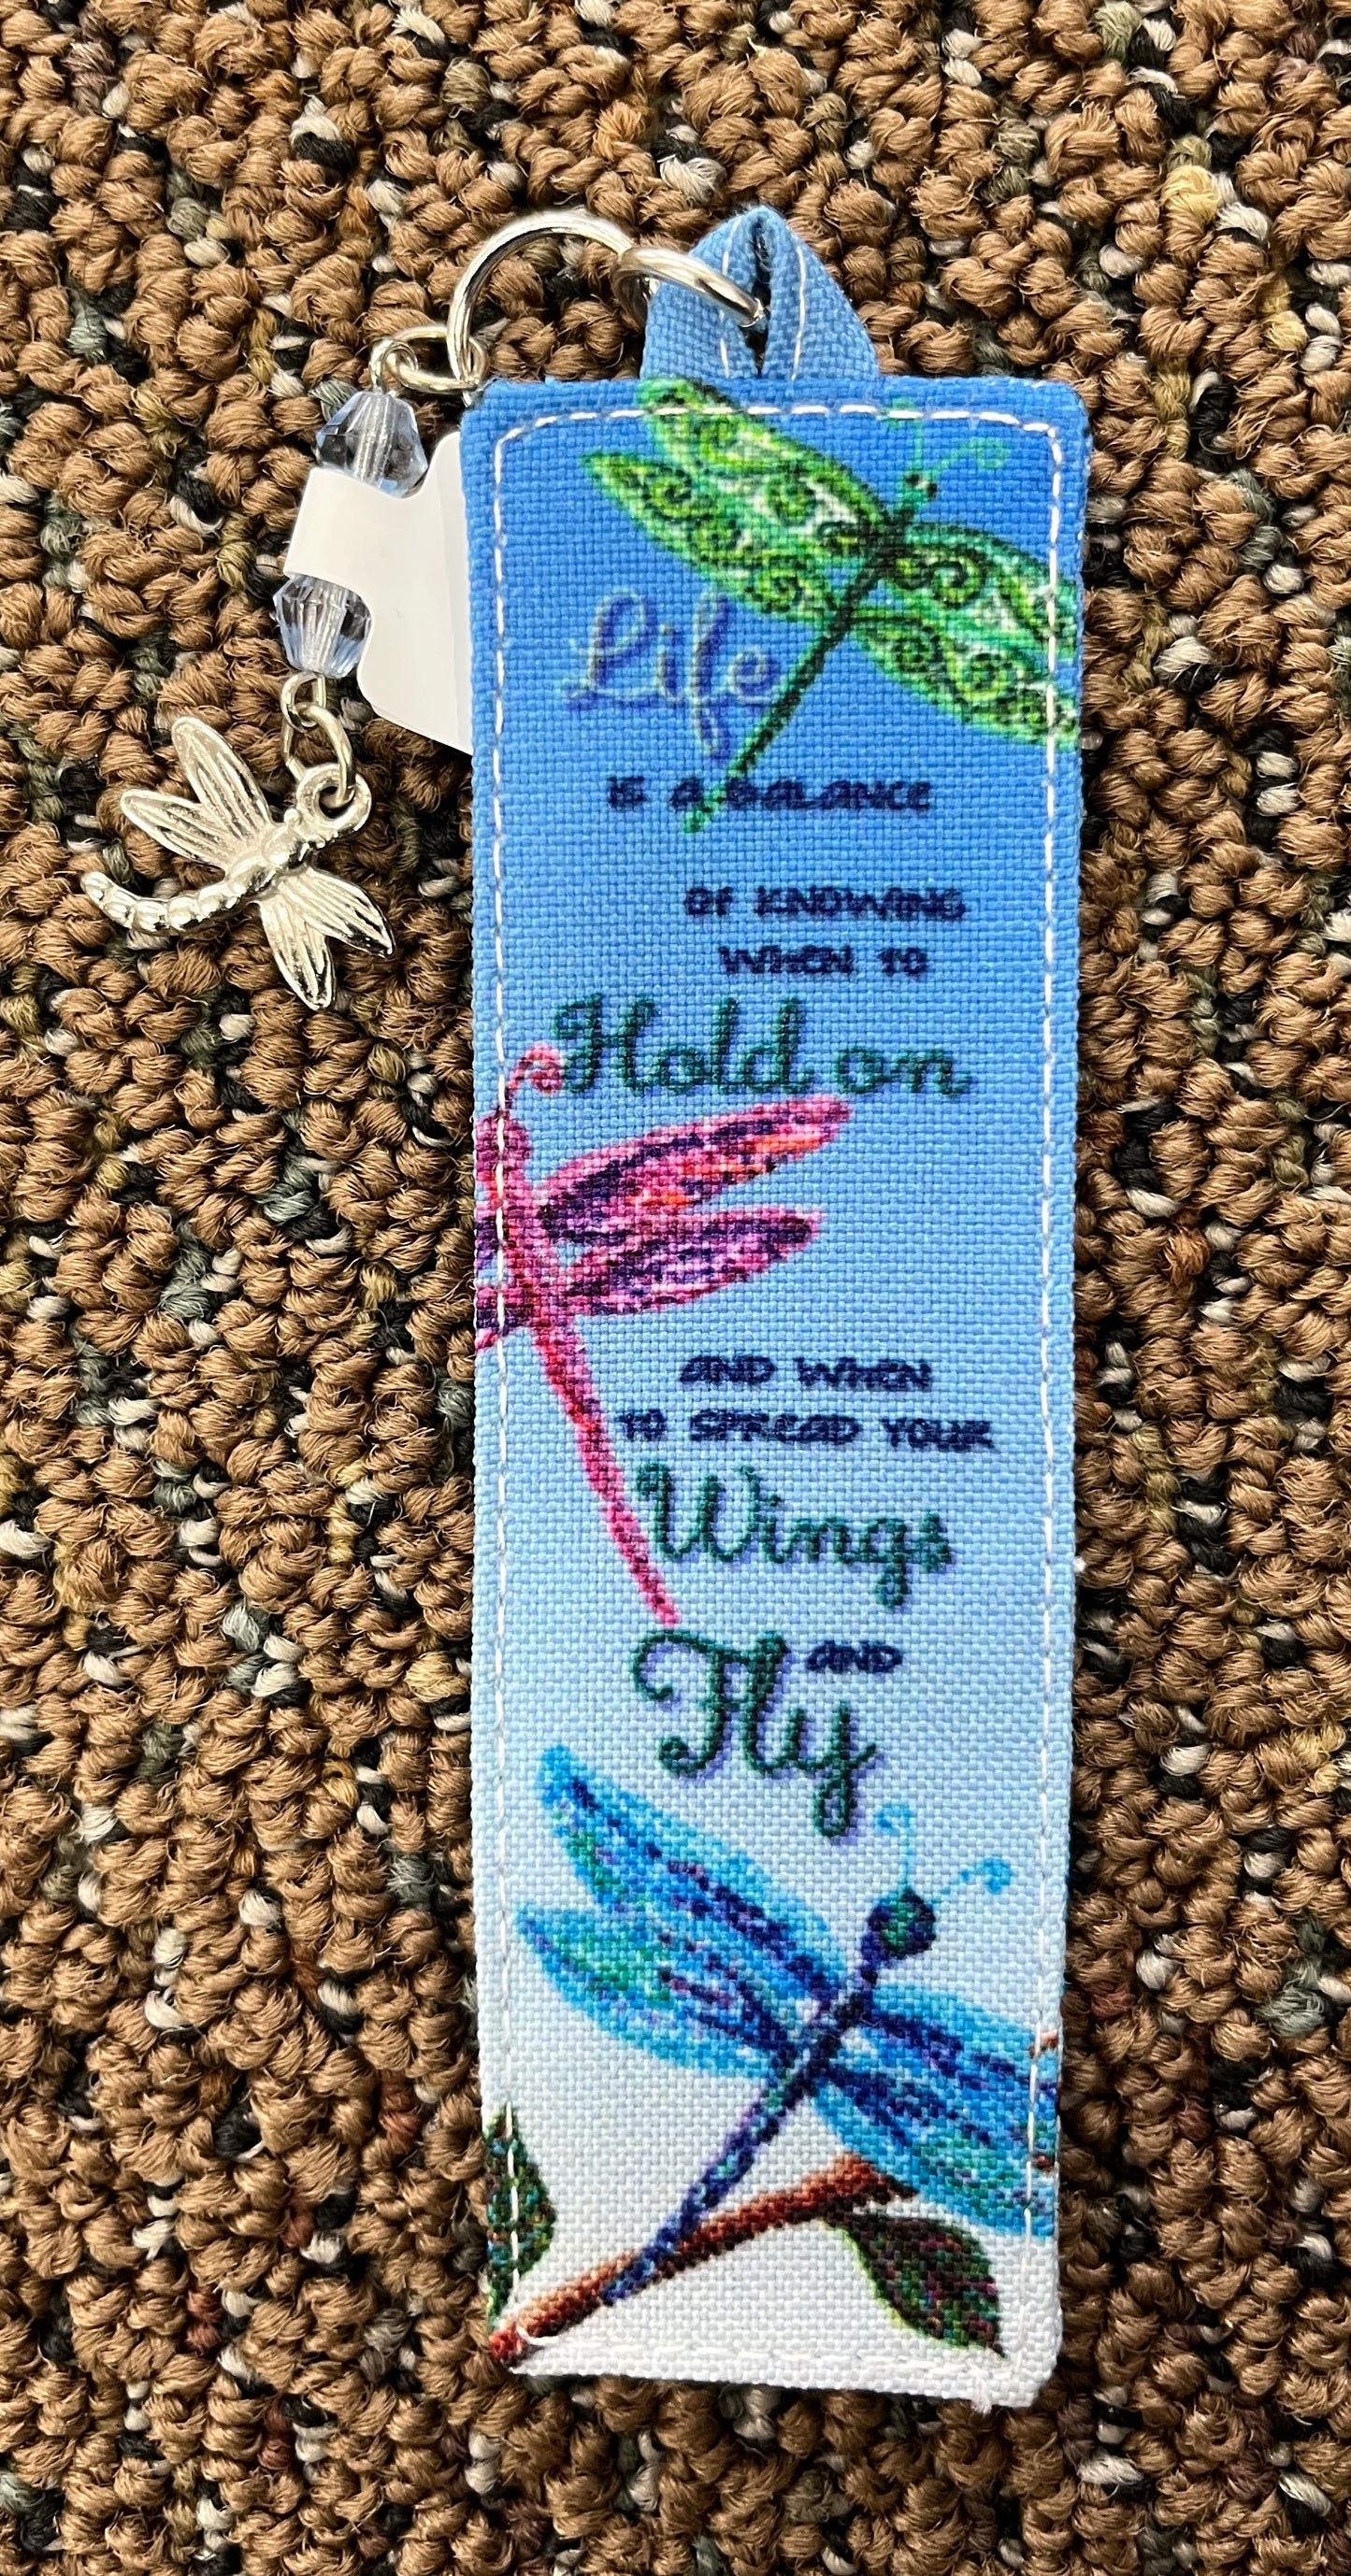 Life
IS A BALANCE
OF KNOWING
WHEN TO
Hold on
AND WHEN
TO SPREAD YOUR
Wings
AND
Fly